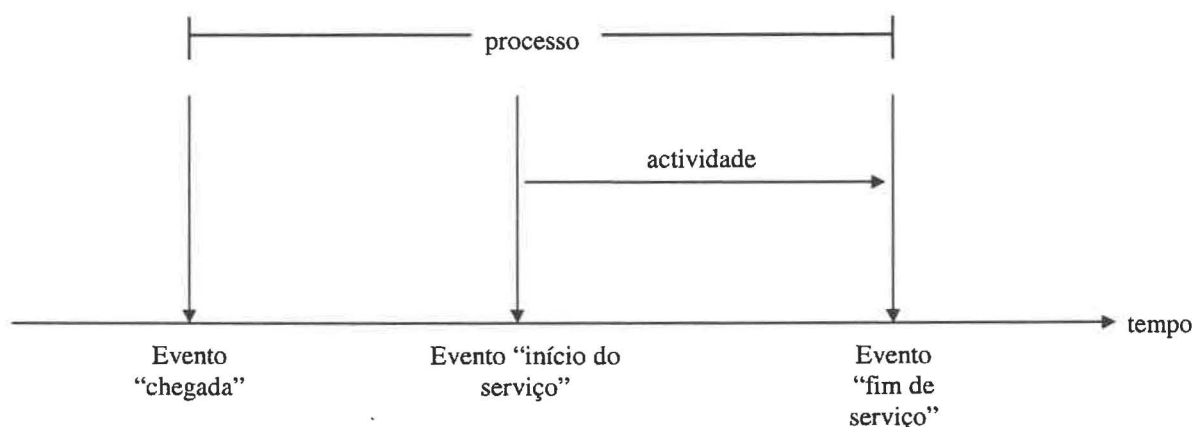 processo
actividade
tempo
Evento
“chegada”
Evento “início do
serviço”
Evento
“fim de
serviço”